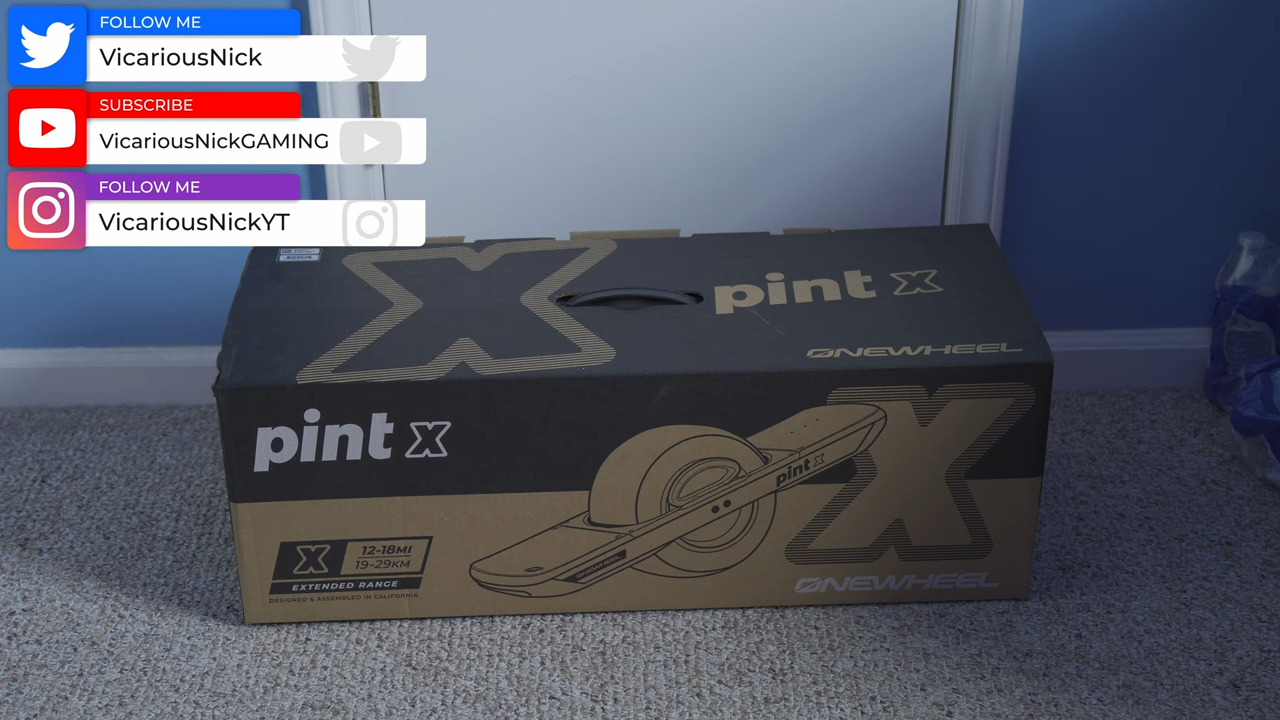 FOLLOW ME
VicariousNick
SUBSCRIBE
VicariousNickGAMING
FOLLOW ME
VicariousNickYT
X
pint x
ONEWHEEL
pint x
pint x
X
X
12-18MI
19-29KM
EXTENDED RANGE
DESIGNED & ASSEMBLED IN CALIFORNIA
ONEWHEEL